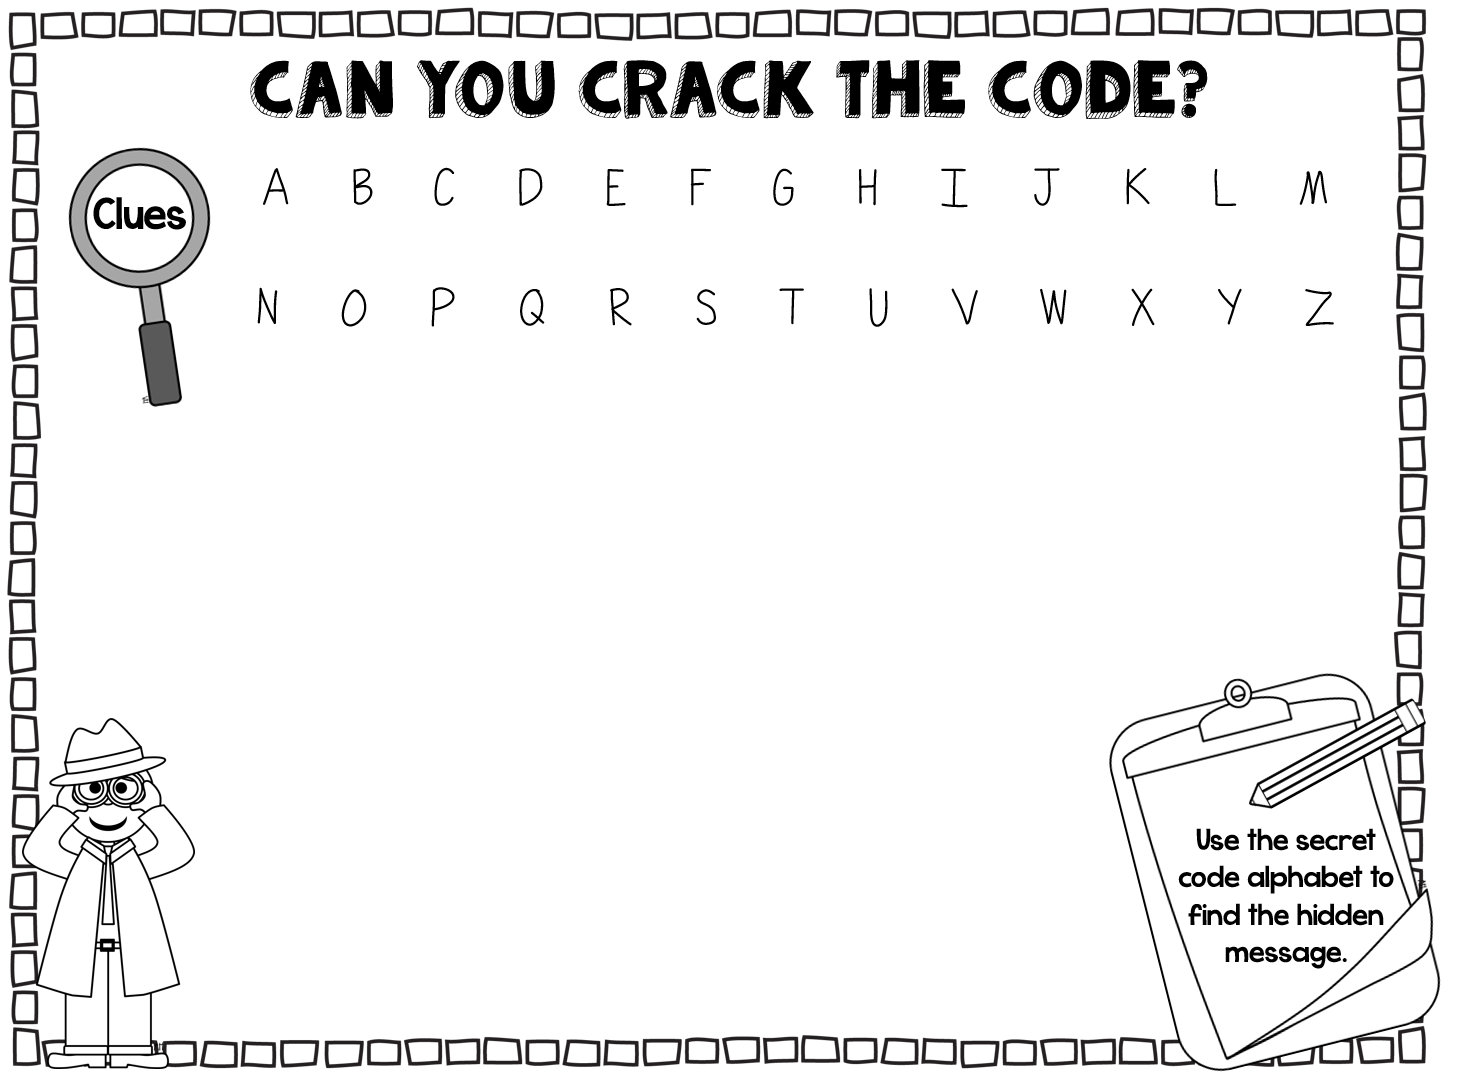 CAN YOU CRACK THE CODE?
Clues
A B C D E F G H I J K L M
N O P Q R S T U V W X Y Z
Use the secret
code alphabet to
find the hidden
message.